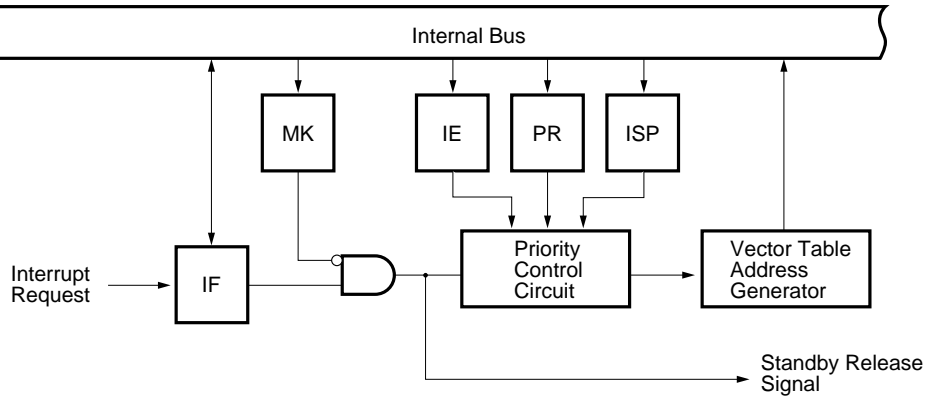 Internal Bus
MK
IE
PR
ISP
Interrupt
Request
IF
Priority
Control
Circuit
Vector Table
Address
Generator
Standby Release
Signal